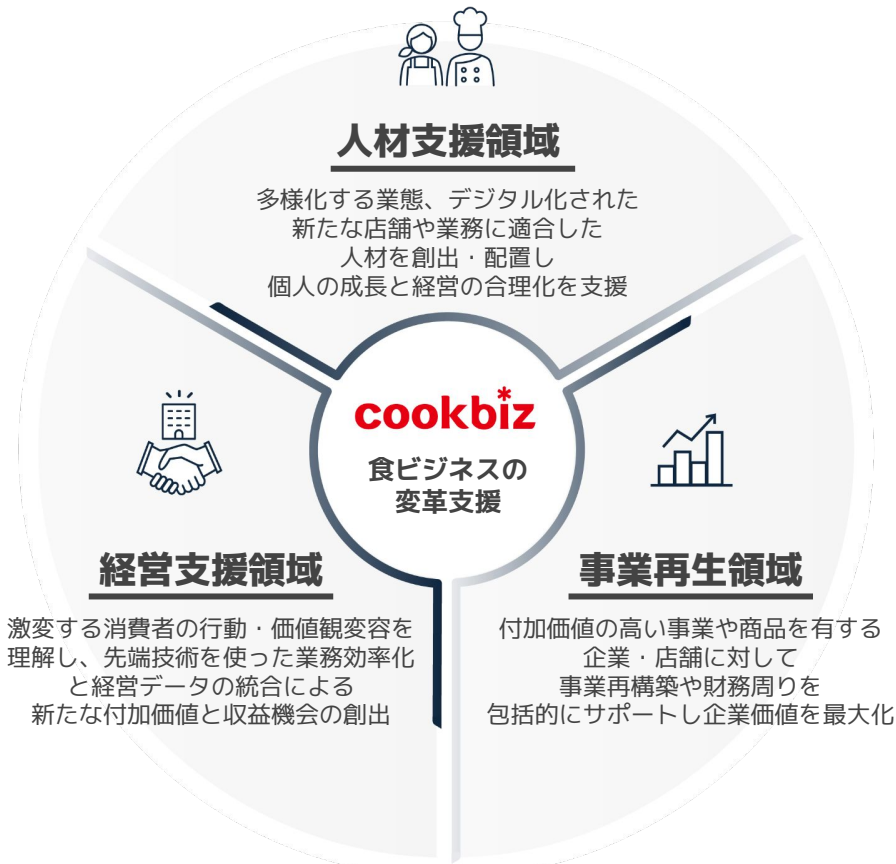 人材支援領域
多様化する業態、デジタル化された
新たな店舗や業務に適合した
人材を創出・配置し
個人の成長と経営の合理化を支援
cookbiz
食ビジネスの
変革支援
経営支援領域
激変する消費者の行動・価値観変容を
理解し、先端技術を使った業務効率化
と経営データの統合による
新たな付加価値と収益機会の創出
事業再生領域
付加価値の高い事業や商品を有する
企業・店舗に対して
事業再構築や財務周りを
包括的にサポートし企業価値を最大化